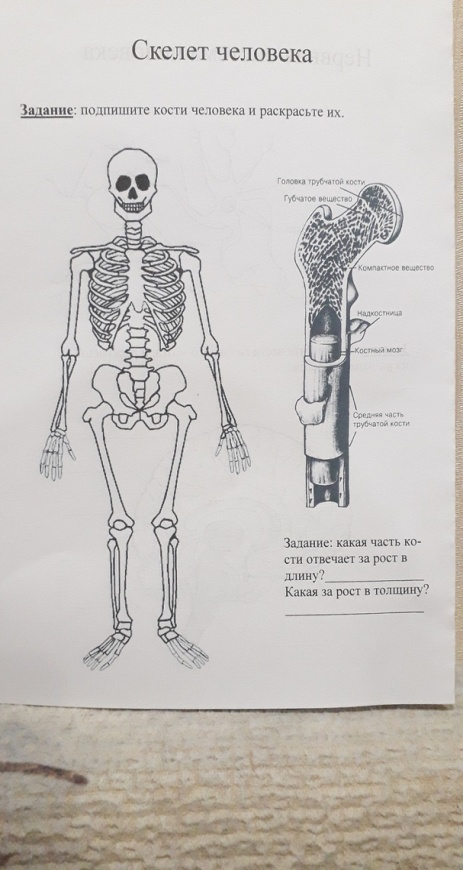 Скелет человека
Задание: подпишите кости человека и раскрасьте их.
Головка трубчатой кости
Губчатое вещество
Компактное вещество
Надкостница
Костный мозг
Средняя часть
трубчатой кости
Задание: какая часть ко-
сти отвечает за рост в
длину?
Какая за рост в толщину?